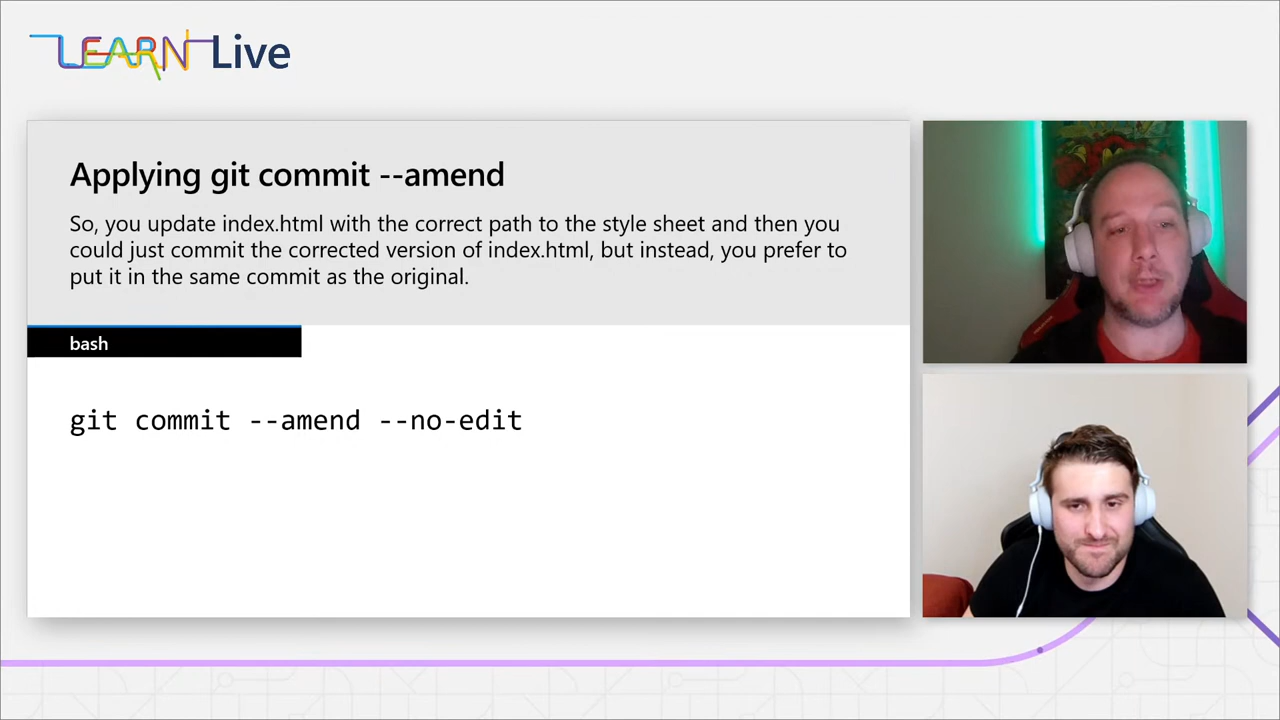 LEARN Live
Applying git commit --amend
So, you update index.html with the correct path to the style sheet and then you
could just commit the corrected version of index.html, but instead, you prefer to
put it in the same commit as the original.
bash
git commit --amend --no-edit